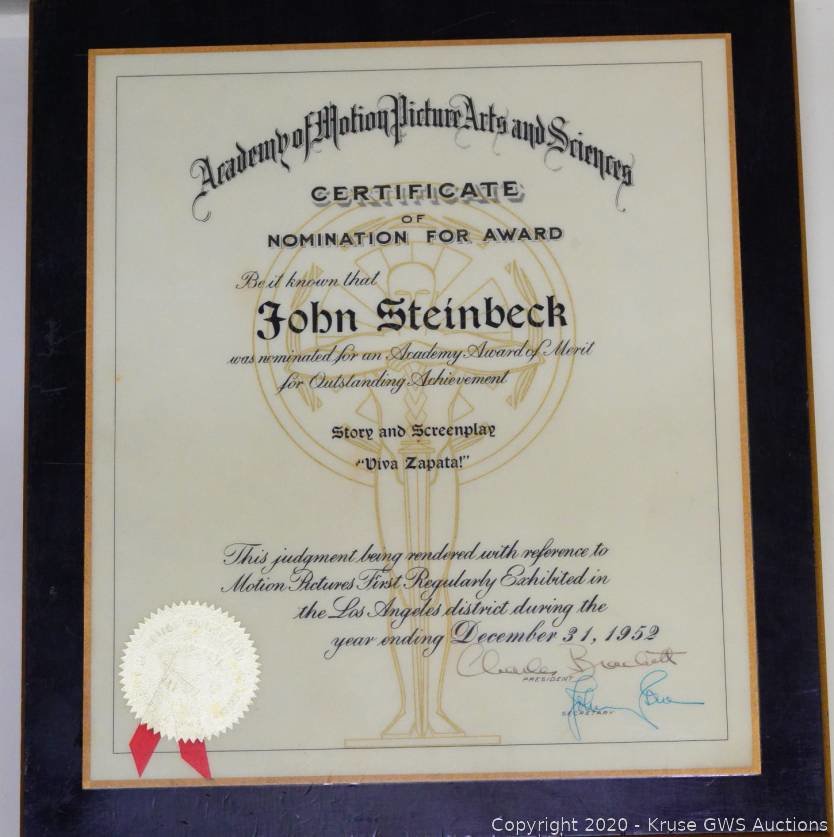 Academy of Motion Picture Arts and Sciences
CERTIFICATE
OF
NOMINATION FOR AWARD
Be it known that
John Steinbeck
was nominated for an Academy Award of Merit
for Outstanding Achievement
Story and Screenplay
"Viva Zapata!"
This judgment being rendered with reference to
Motion Pictures First Regularly Exhibited in
the Los Angeles district during the
year ending December 31, 1952
Charles Brackett
PRESIDENT
SECRETARY
Copyright 2020 - Kruse GWS Auctions